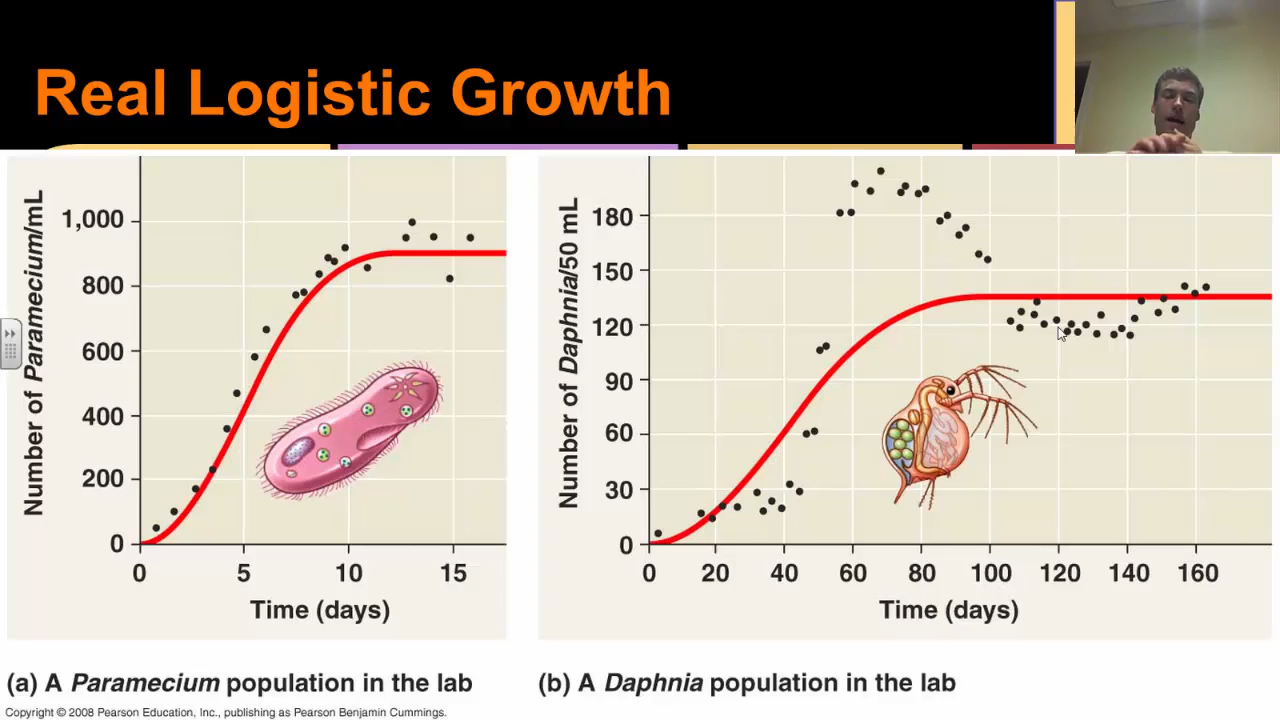 Real Logistic Growth
Number of Paramecium/mL
1,000
800
600
400
200
0
0 5 10 15
Time (days)
(a) A Paramecium population in the lab
Number of Daphnia/50 mL
180
150
120
90
60
30
0
0 20 40 60 80 100 120 140 160
Time (days)
(b) A Daphnia population in the lab
Copyright © 2008 Pearson Education, Inc., publishing as Pearson Benjamin Cummings.